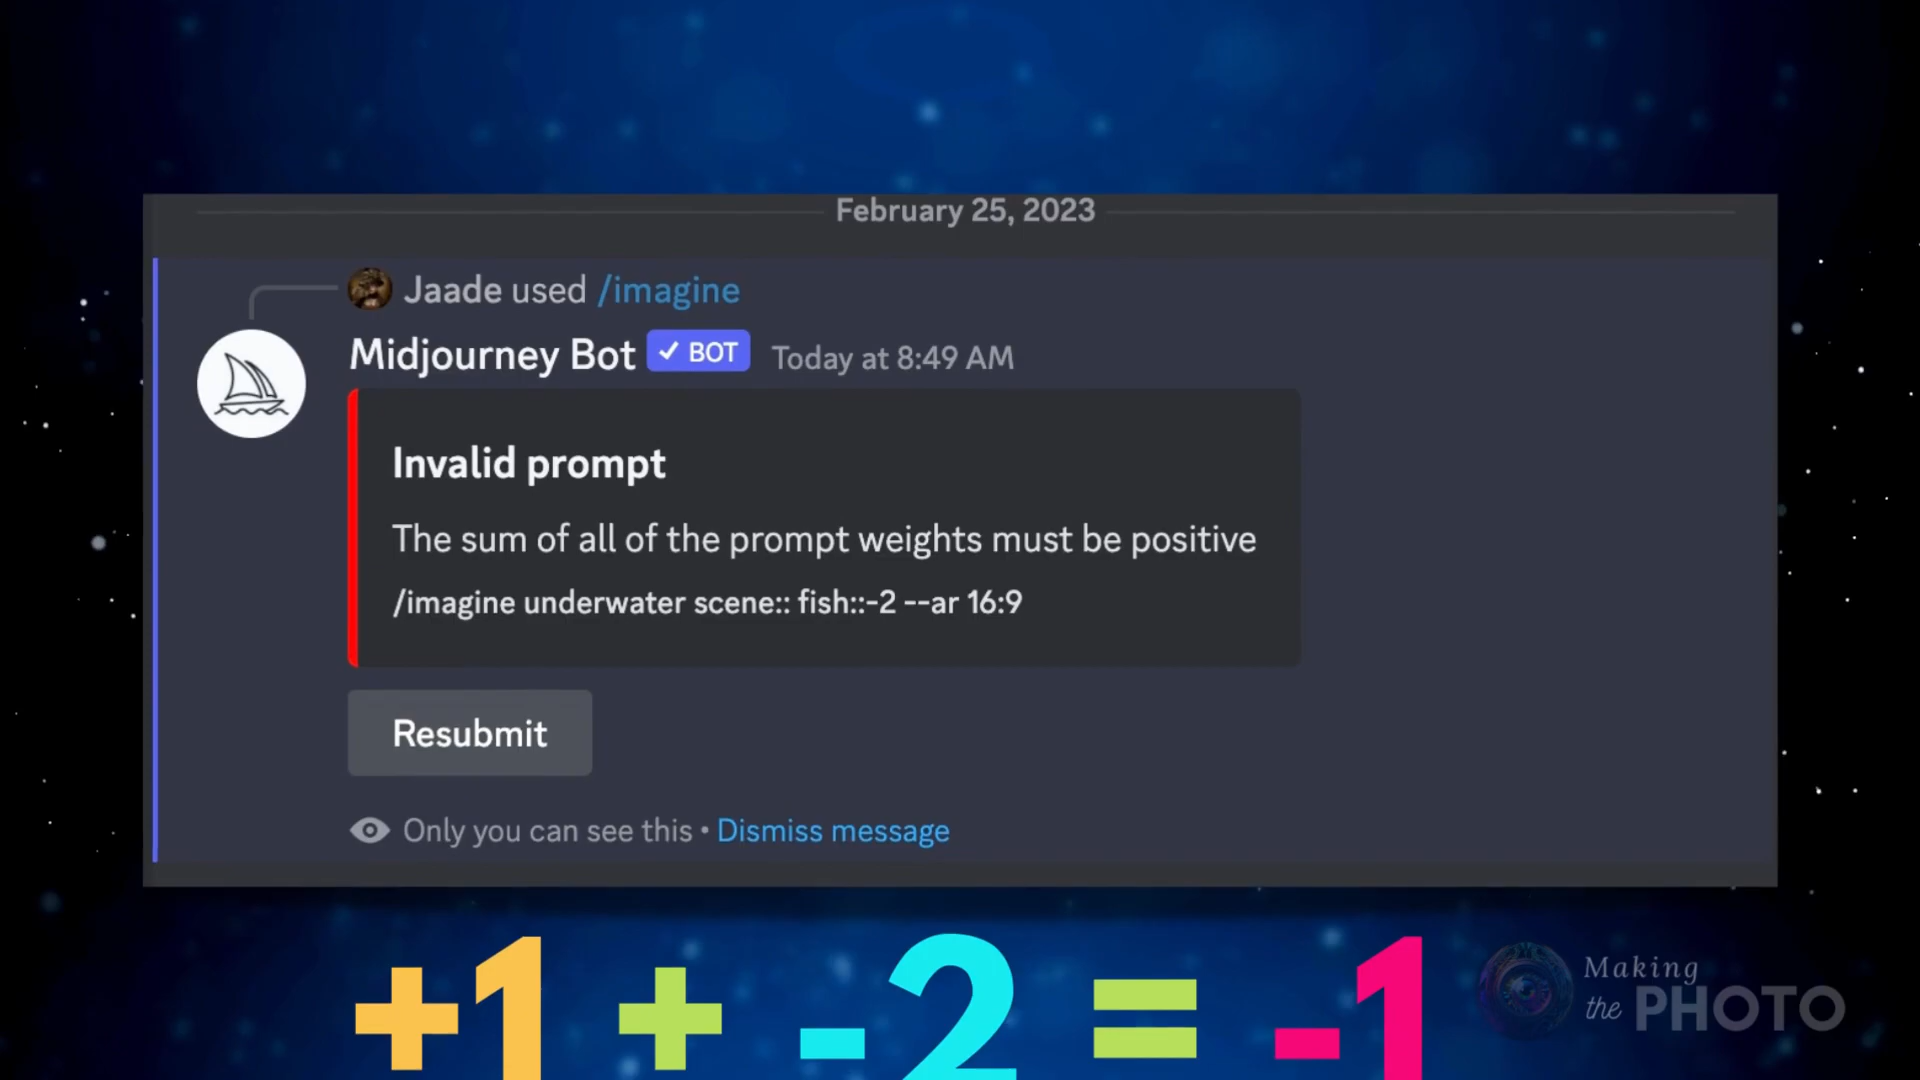 February 25, 2023
Jaade used /imagine
Midjourney Bot ✓ BOT Today at 8:49 AM
Invalid prompt
The sum of all of the prompt weights must be positive
/imagine underwater scene:: fish::-2 --ar 16:9
Resubmit
Only you can see this • Dismiss message
+1 + -2 = -1
Making
the PHOTO